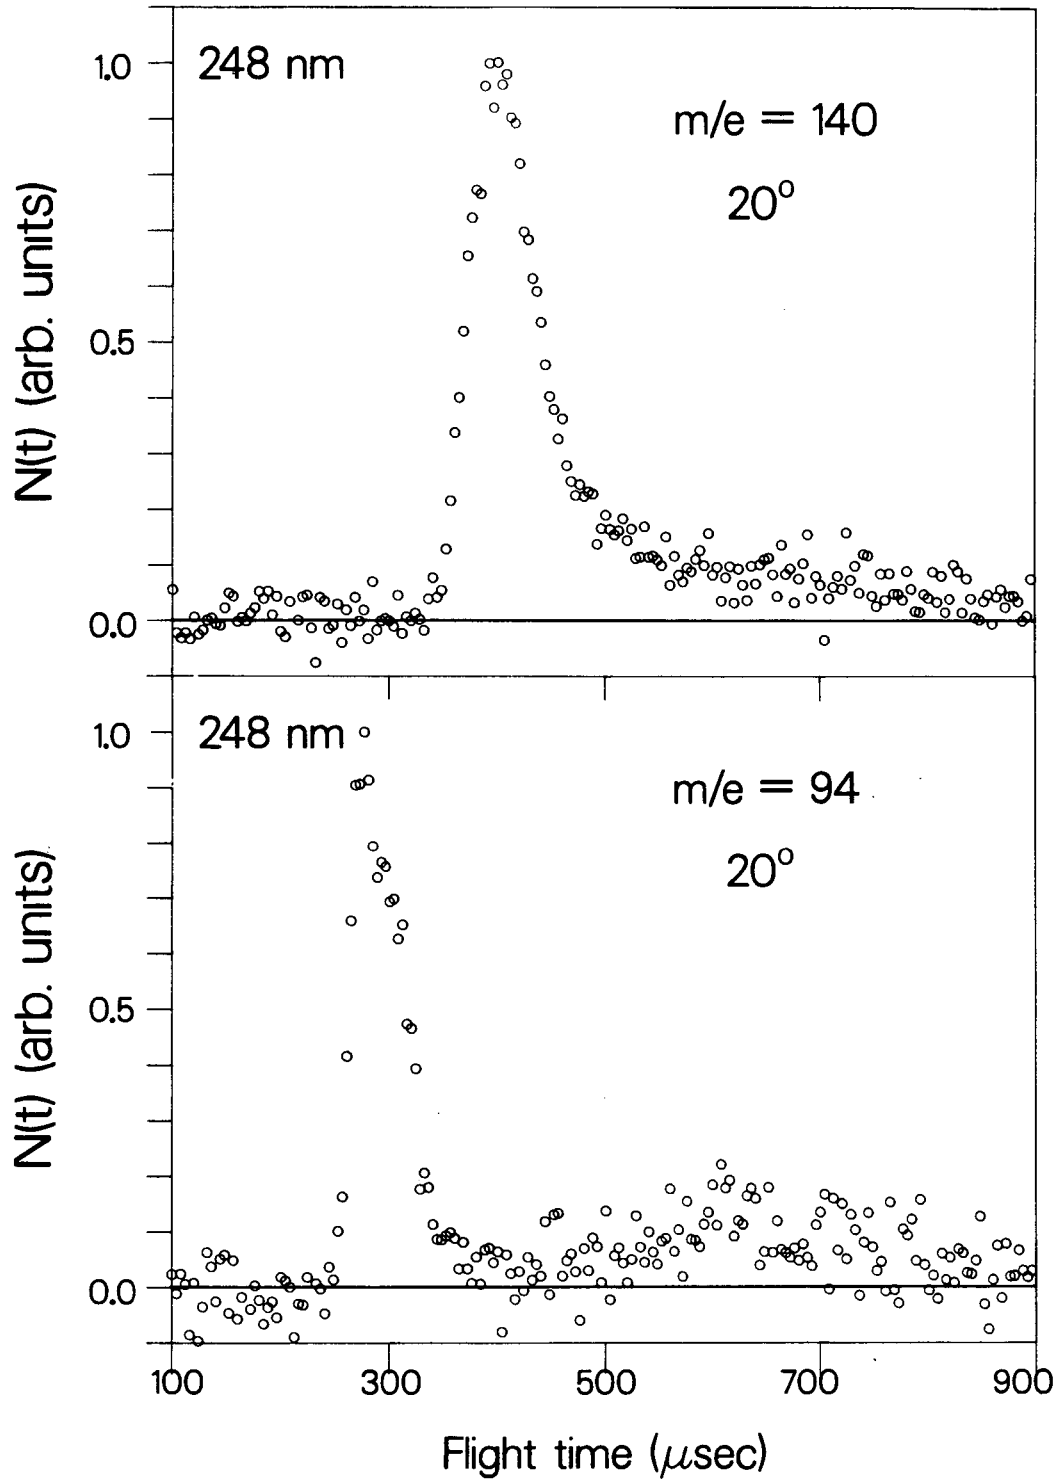 1.0
248 nm
m/e = 140
20°
0.5
0.0
N(t) (arb. units)
1.0
248 nm
m/e = 94
20°
0.5
0.0
N(t) (arb. units)
100 300 500 700 900
Flight time (μsec)